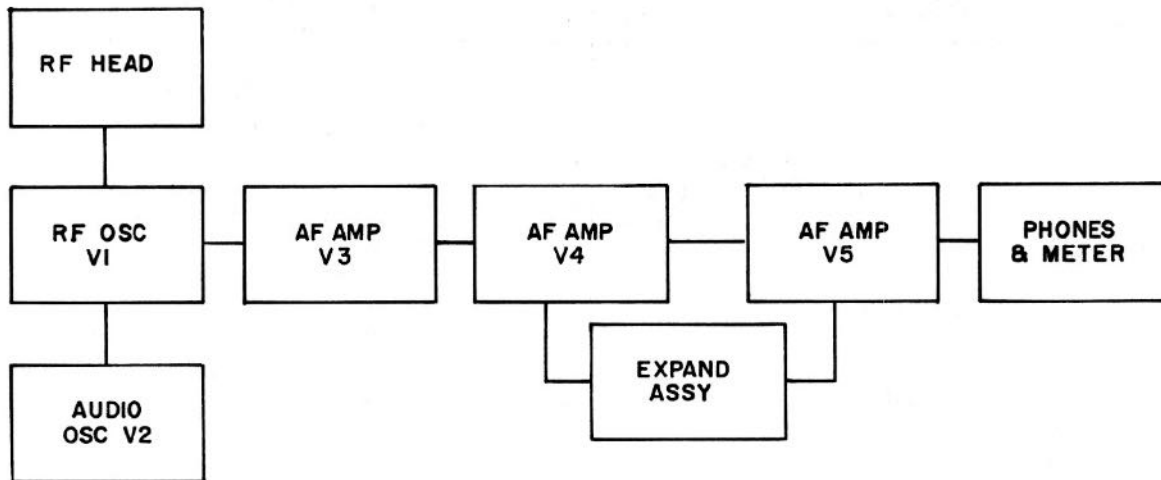 RF HEAD
RF OSC
V1
AF AMP
V3
AF AMP
V4
AF AMP
V5
PHONES
& METER
EXPAND
ASSY
AUDIO
OSC V2